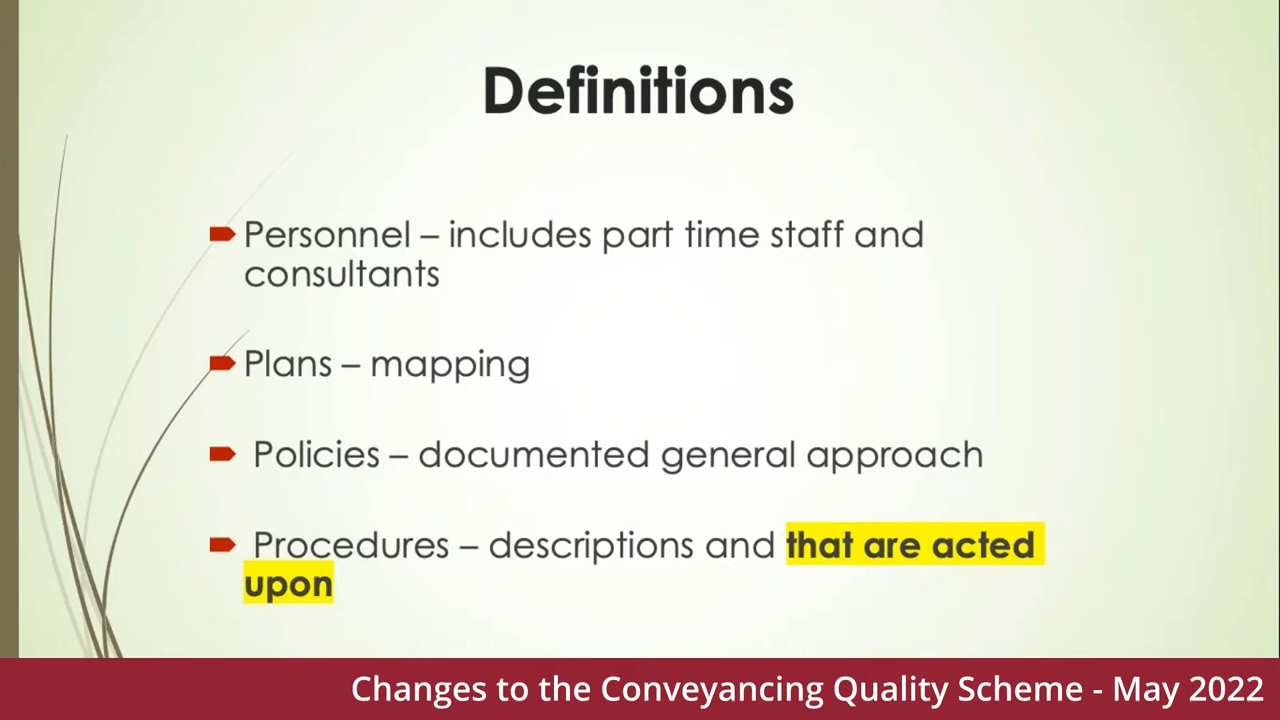 Definitions
Personnel – includes part time staff and
consultants
Plans – mapping
Policies – documented general approach
Procedures – descriptions and that are acted
upon
Changes to the Conveyancing Quality Scheme - May 2022